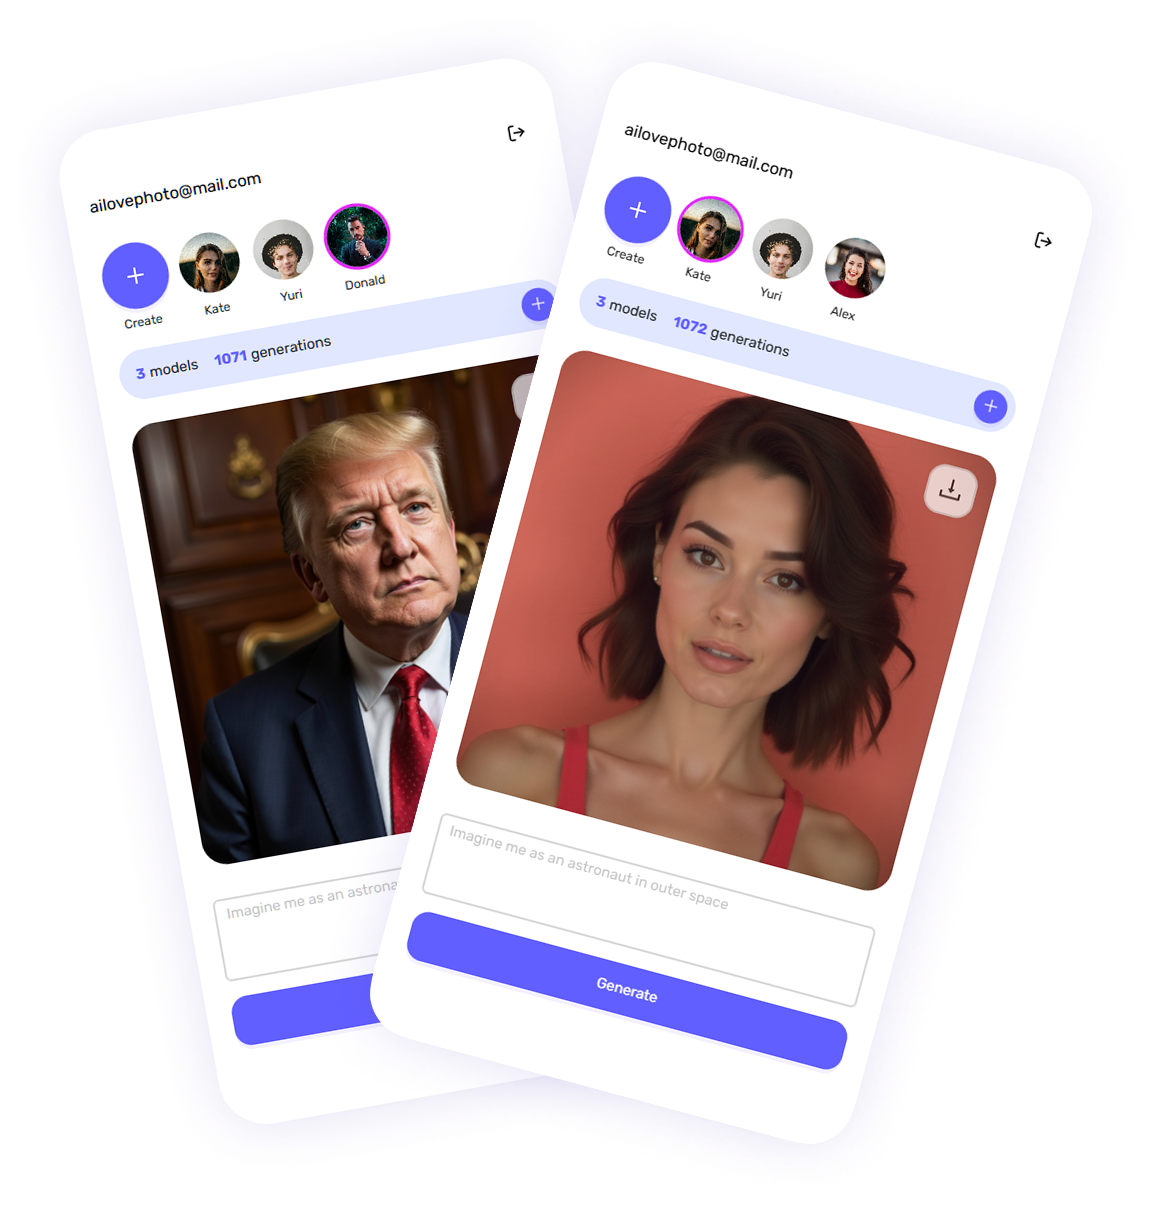 ailovephoto@mail.com
Create
Kate
Yuri
Donald
3 models 1071 generations
Imagine me as an astrona
ailovephoto@mail.com
Create
Kate
Yuri
Alex
3 models 1072 generations
Imagine me as an astronaut in outer space
Generate